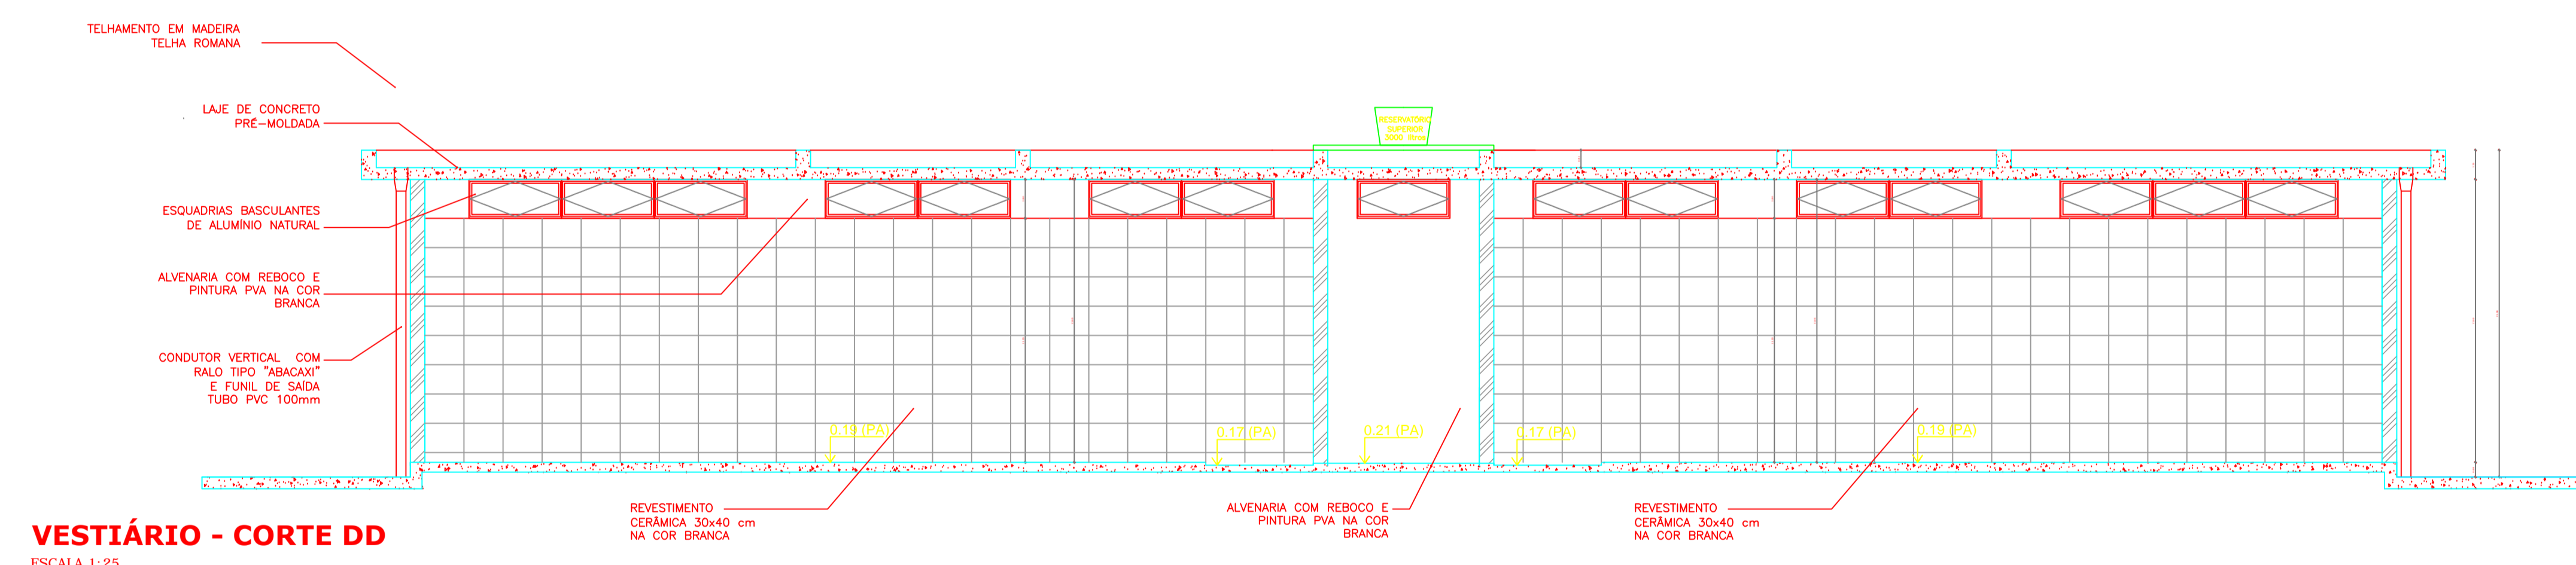 TELHAMENTO EM MADEIRA
TELHA ROMANA
LAJE DE CONCRETO
PRÉ-MOLDADA
RESERVATÓRIO
SUPERIOR
ESQUADRIAS BASCULANTES
DE ALUMÍNIO NATURAL
ALVENARIA COM REBOCO E
PINTURA PVA NA COR
BRANCA
CONDUTOR VERTICAL COM
RALO TIPO "ABACAXI"
E FUNIL DE SAÍDA
TUBO PVC 100mm
0.19 (PA)
0.17 (PA)
0.21 (PA)
0.17 (PA)
0.19 (PA)
REVESTIMENTO
CERÂMICA 30x40 cm
NA COR BRANCA
ALVENARIA COM REBOCO E
PINTURA PVA NA COR
BRANCA
REVESTIMENTO
CERÂMICA 30x40 cm
NA COR BRANCA
VESTIÁRIO - CORTE DD
ESCALA 1:25